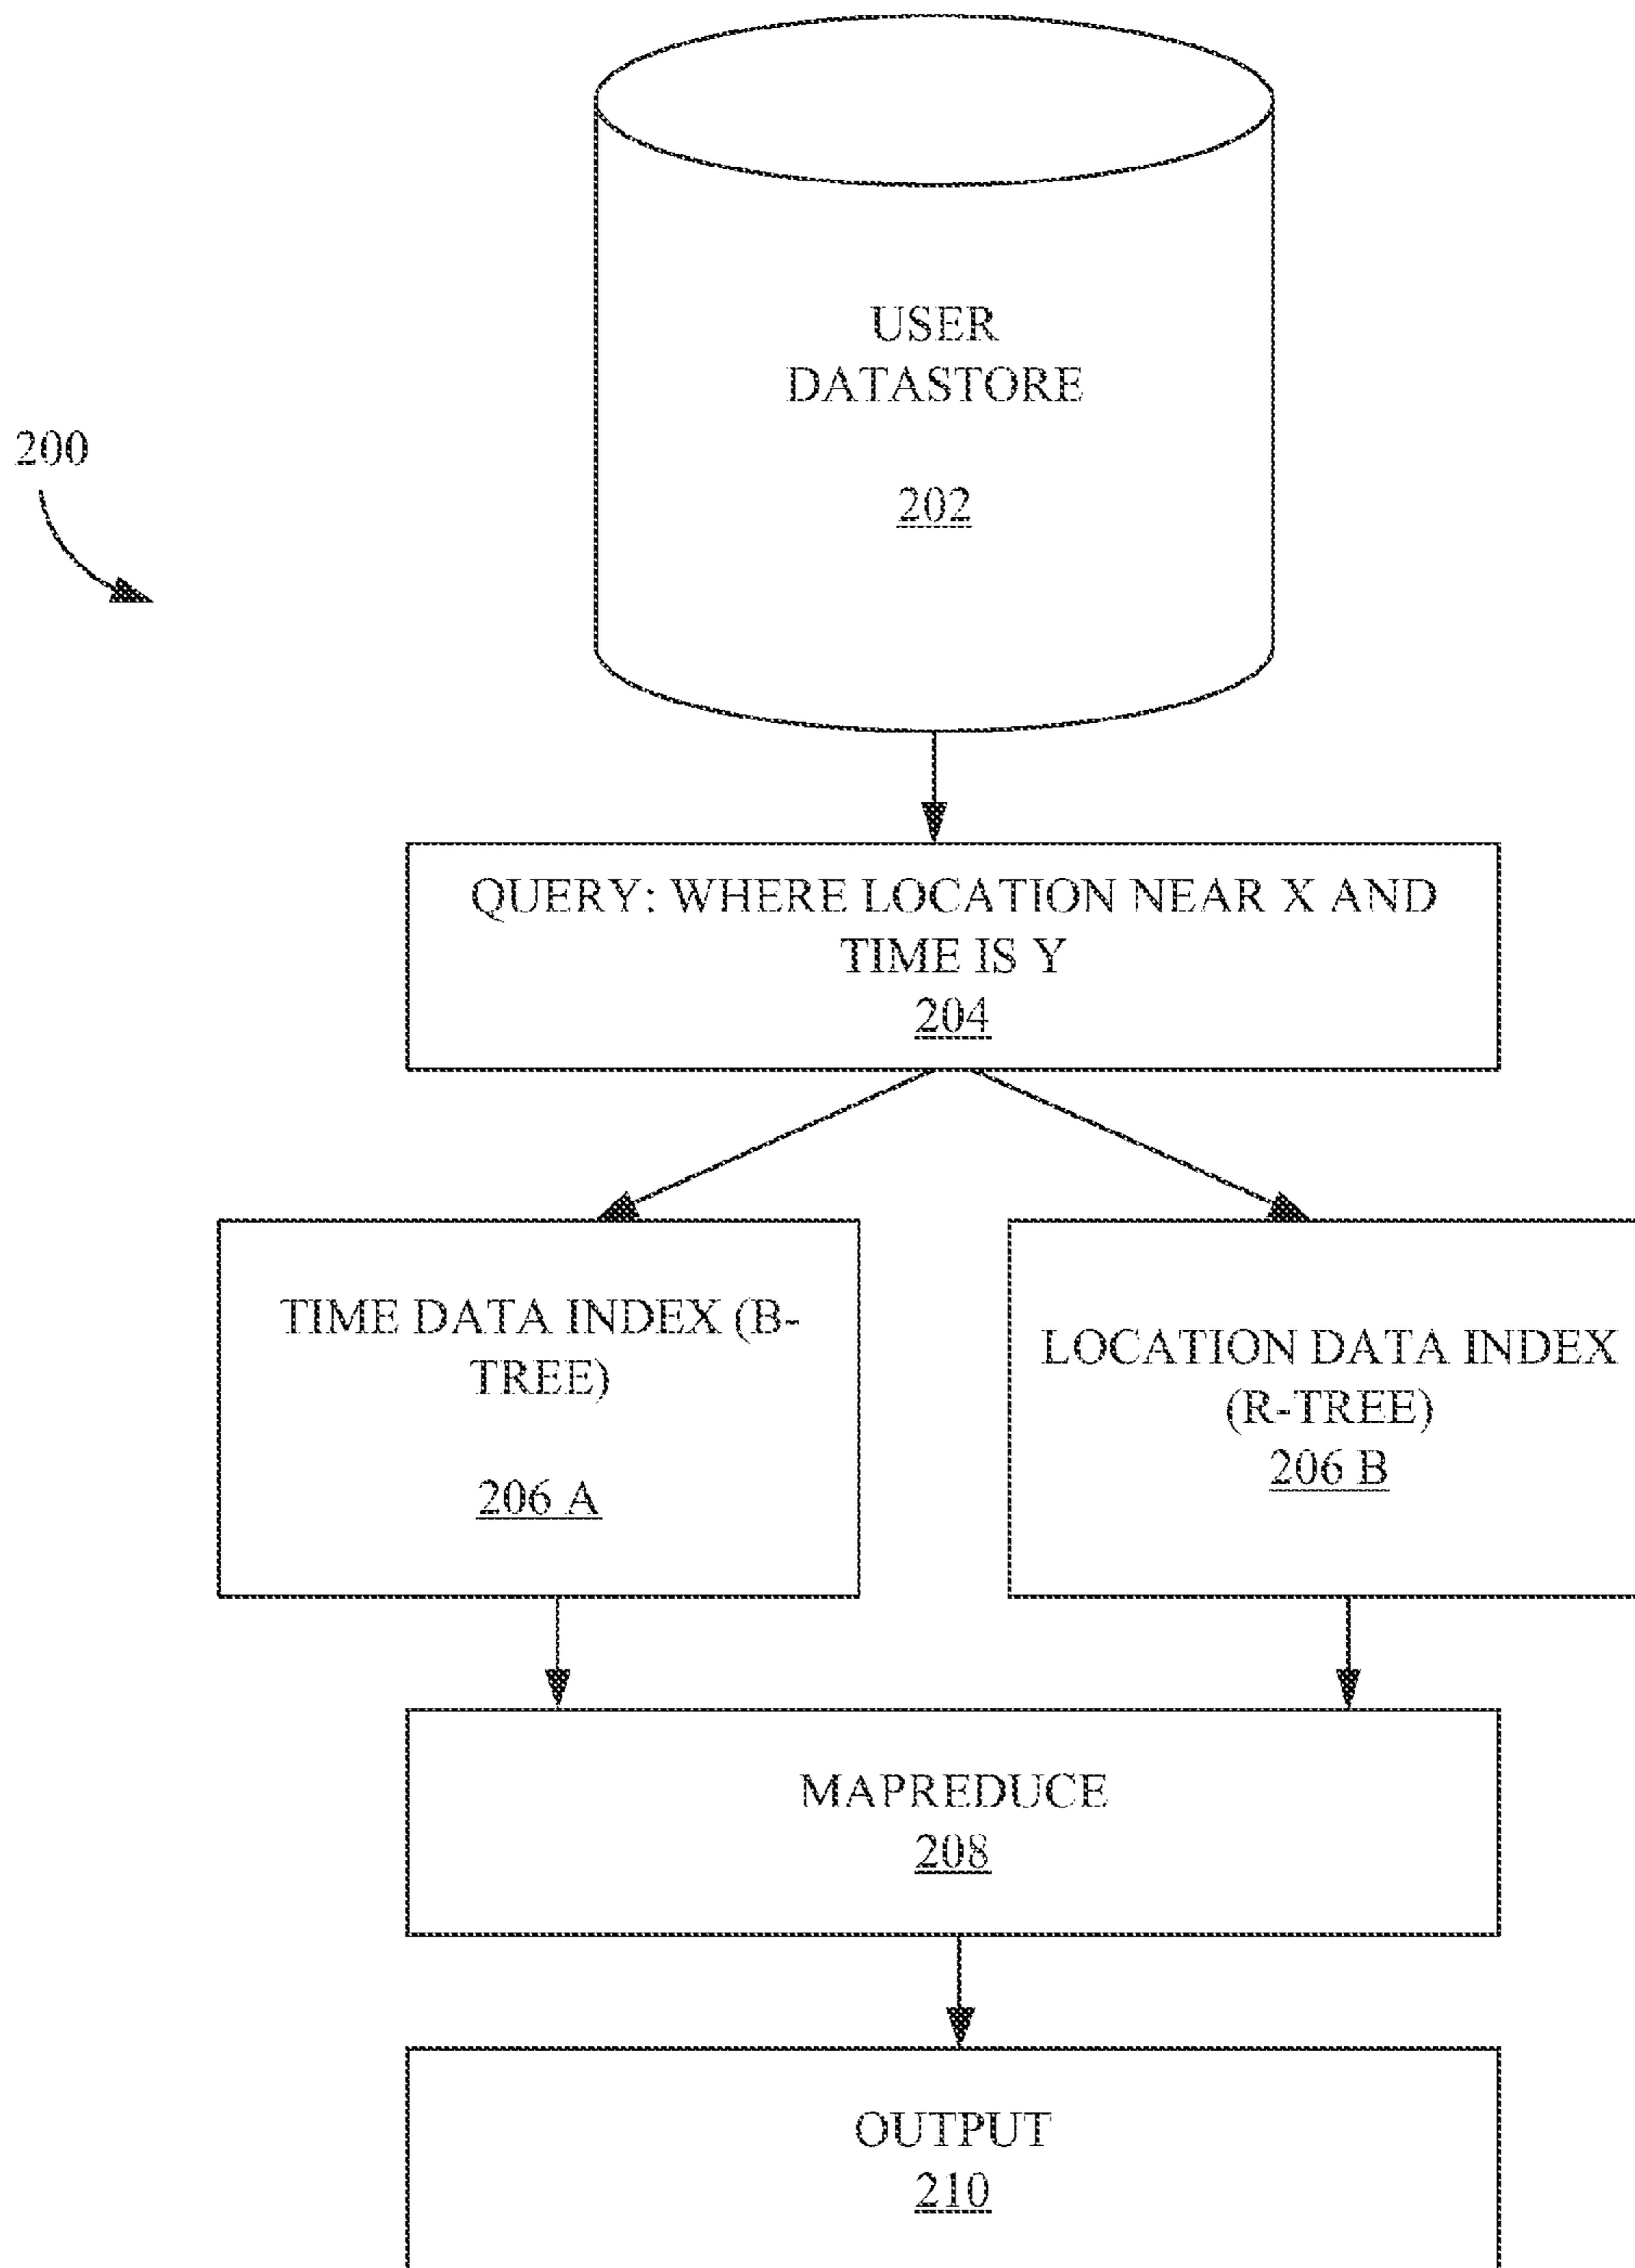 USER
DATASTORE
202
200
QUERY: WHERE LOCATION NEAR X AND
TIME IS Y
204
TIME DATA INDEX (B-
TREE)
206 A
LOCATION DATA INDEX
(R-TREE)
206 B
MAPREDUCE
208
OUTPUT
210